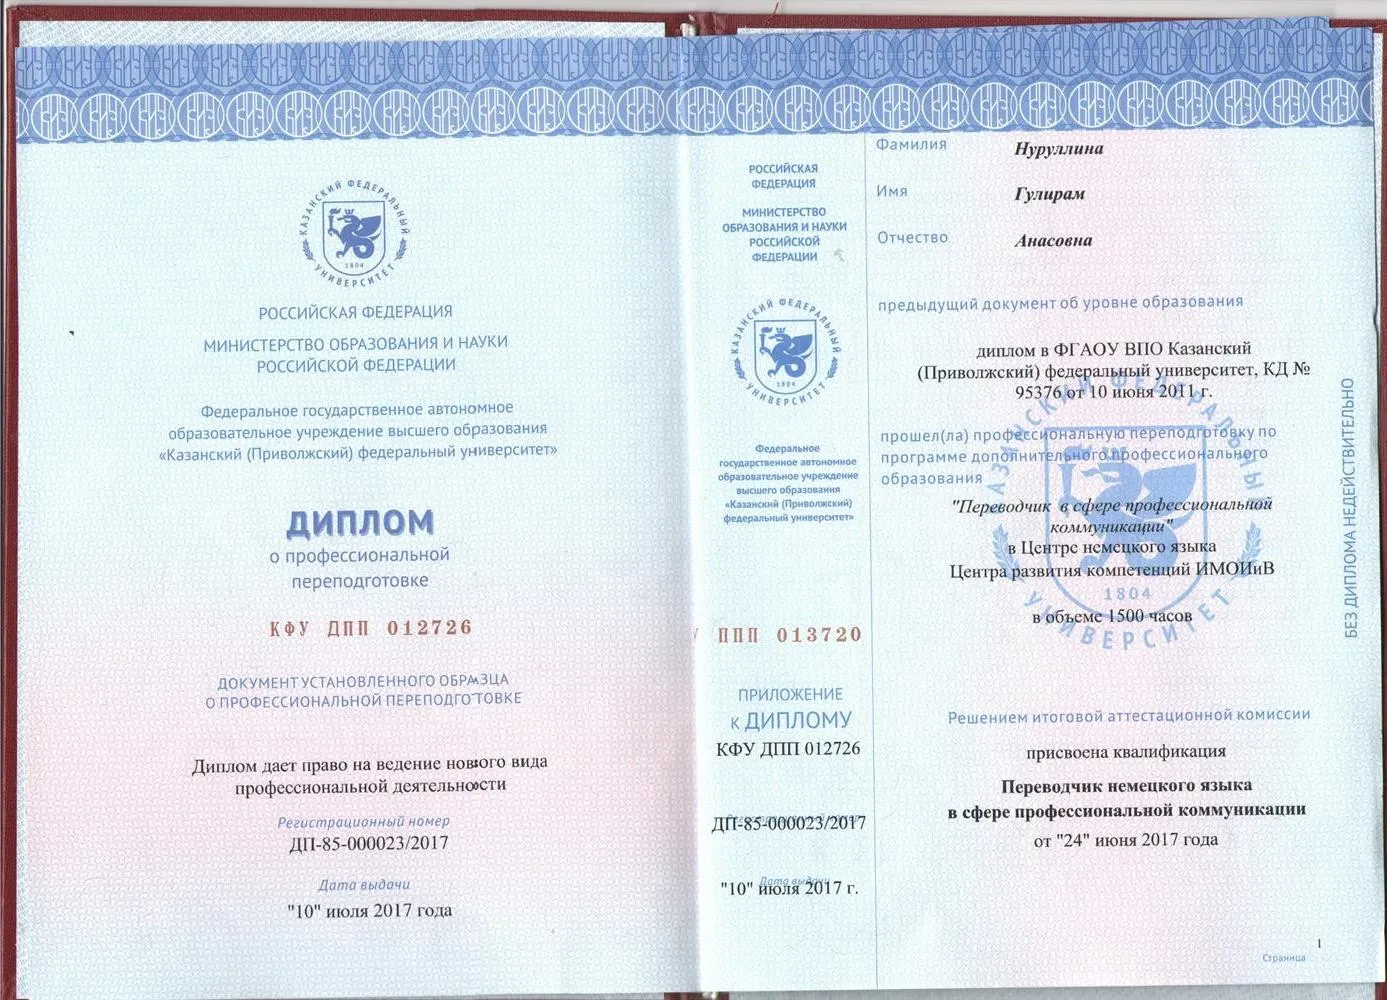 КАЗАНСКИЙ ФЕДЕРАЛЬНЫЙ
1804
УНИВЕРСИТЕТ
РОССИЙСКАЯ ФЕДЕРАЦИЯ
МИНИСТЕРСТВО ОБРАЗОВАНИЯ И НАУКИ
РОССИЙСКОЙ ФЕДЕРАЦИИ
Федеральное государственное автономное
образовательное учреждение высшего образования
«Казанский (Приволжский) федеральный университет»
ДИПЛОМ
о профессиональной
переподготовке
КФУ ДПП 012726
ДОКУМЕНТ УСТАНОВЛЕННОГО ОБРАЗЦА
О ПРОФЕССИОНАЛЬНОЙ ПЕРЕПОДГОТОВКЕ
Диплом дает право на ведение нового вида
профессиональной деятельности
Регистрационный номер
ДП-85-000023/2017
Дата выдачи
"10" июля 2017 года
РОССИЙСКАЯ
ФЕДЕРАЦИЯ
МИНИСТЕРСТВО
ОБРАЗОВАНИЯ И НАУКИ
РОССИЙСКОЙ
ФЕДЕРАЦИИ
КАЗАНСКИЙ ФЕДЕРАЛЬНЫЙ
1804
УНИВЕРСИТЕТ
Федеральное
государственное автономное
образовательное учреждение
высшего образования
«Казанский (Приволжский)
федеральный университет»
ППП 013720
ПРИЛОЖЕНИЕ
к ДИПЛОМУ
КФУ ДПП 012726
ДП-85-000023/2017
Дата выдачи
"10" июля 2017 г.
Фамилия Нуруллина
Имя Гулирам
Отчество Анасовна
предыдущий документ об уровне образования
диплом в ФГАОУ ВПО Казанский
(Приволжский) федеральный университет, КД №
95376 от 10 июня 2011 г.
прошел(ла) профессиональную переподготовку по
программе дополнительного профессионального
образования
"Переводчик в сфере профессиональной
коммуникации"
в Центре немецкого языка
Центра развития компетенций ИМОИиВ
в объеме 1500 часов
КАЗАНСКИЙ ФЕДЕРАЛЬНЫЙ
1804
УНИВЕРСИТЕТ
Решением итоговой аттестационной комиссии
присвоена квалификация
Переводчик немецкого языка
в сфере профессиональной коммуникации
от "24" июня 2017 года
1
Страница
БЕЗ ДИПЛОМА НЕДЕЙСТВИТЕЛЬНО